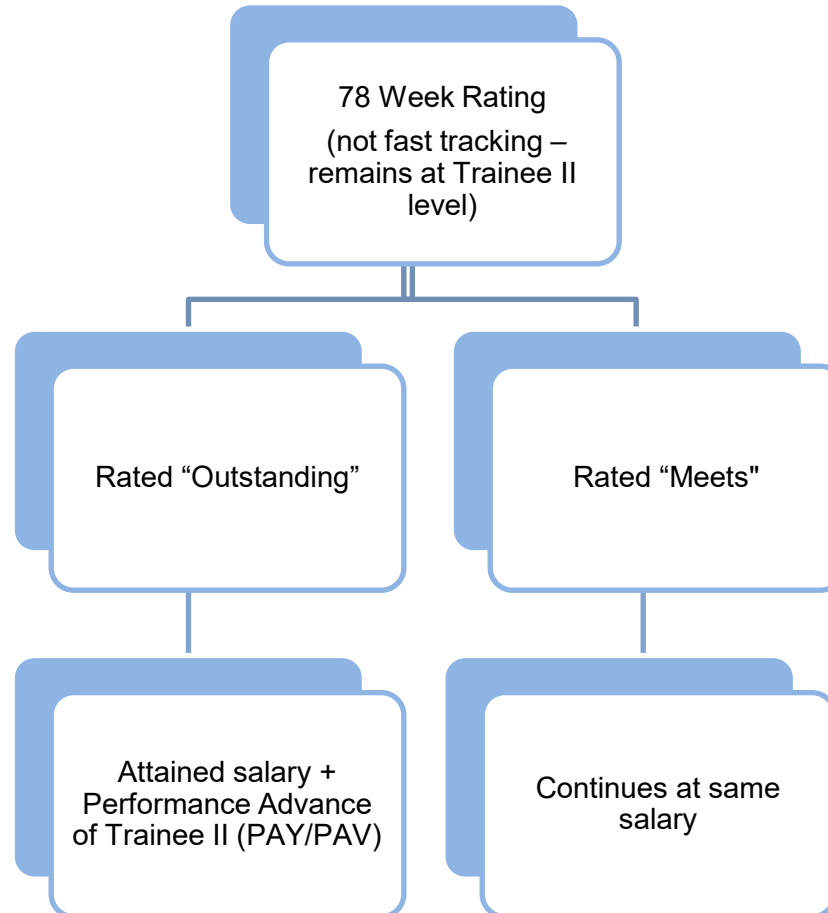 78 Week Rating
(not fast tracking –
remains at Trainee II
level)
Rated “Outstanding”
Rated “Meets"
Attained salary +
Performance Advance
of Trainee II (PAY/PAV)
Continues at same
salary